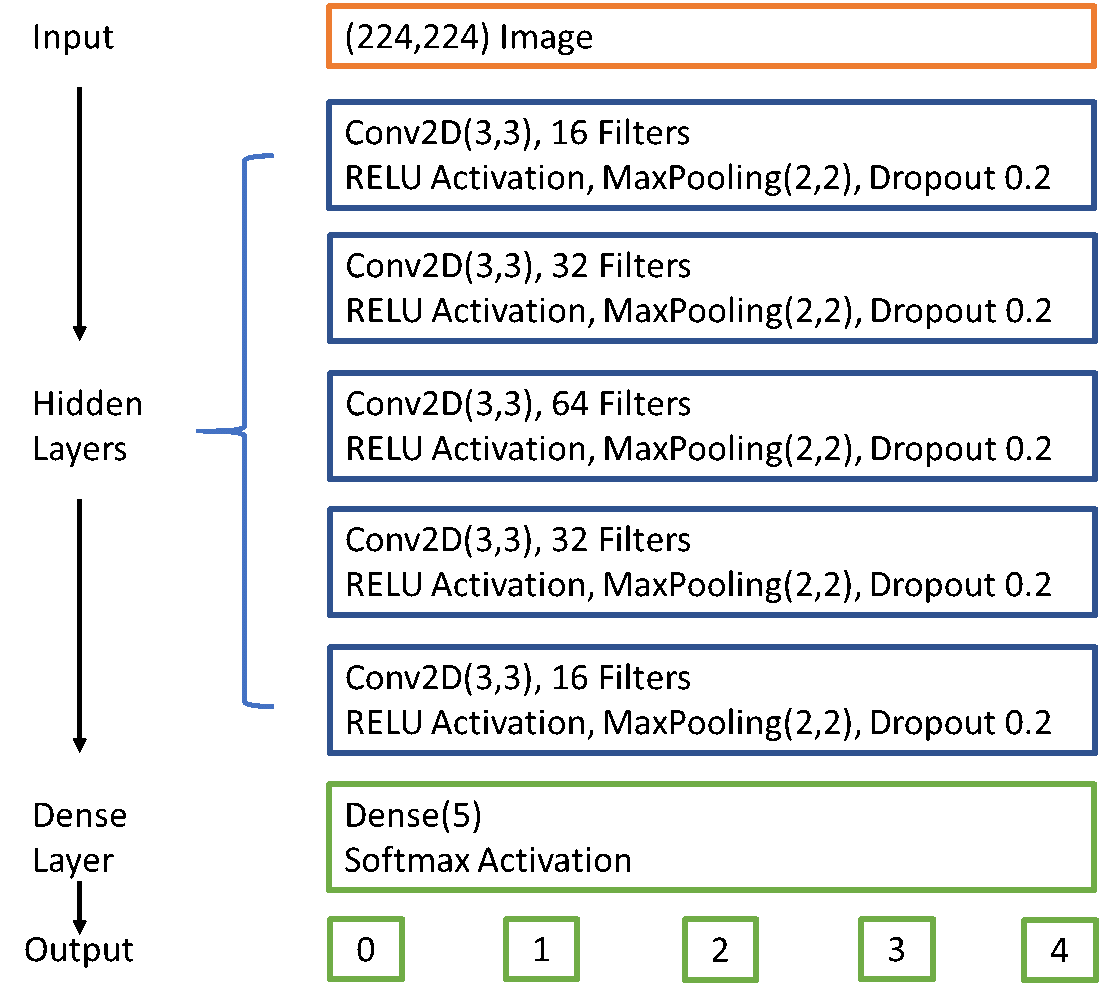 Input
(224,224) Image
Conv2D(3,3), 16 Filters
RELU Activation, MaxPooling(2,2), Dropout 0.2
Conv2D(3,3), 32 Filters
RELU Activation, MaxPooling(2,2), Dropout 0.2
Hidden
Layers
Conv2D(3,3), 64 Filters
RELU Activation, MaxPooling(2,2), Dropout 0.2
Conv2D(3,3), 32 Filters
RELU Activation, MaxPooling(2,2), Dropout 0.2
Conv2D(3,3), 16 Filters
RELU Activation, MaxPooling(2,2), Dropout 0.2
Dense
Layer
Dense(5)
Softmax Activation
Output
0 1 2 3 4